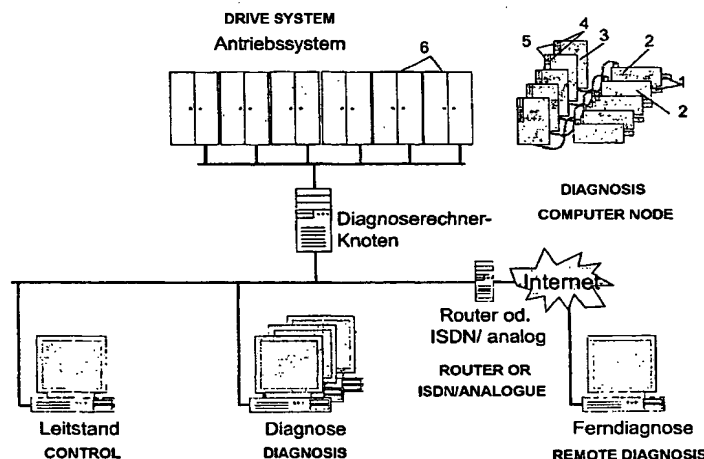 DRIVE SYSTEM
Antriebssystem
6
5
4
3
2
1
2
DIAGNOSIS
COMPUTER NODE
Diagnoserechner-
Knoten
Internet
Router od.
ISDN/ analog
ROUTER OR
ISDN/ANALOGUE
Leitstand
CONTROL
Diagnose
DIAGNOSIS
Ferndiagnose
REMOTE DIAGNOSIS